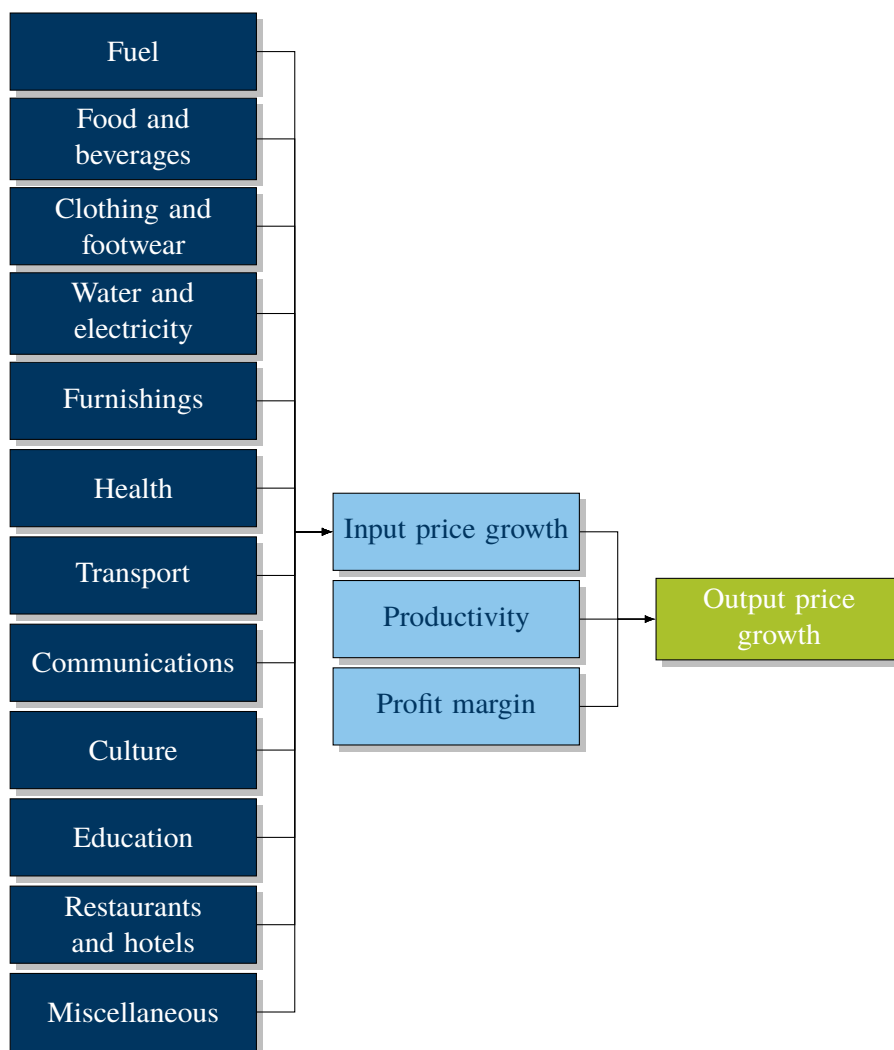 Fuel
Food and
beverages
Clothing and
footwear
Water and
electricity
Furnishings
Health
Transport
Communications
Culture
Education
Restaurants
and hotels
Miscellaneous
Input price growth
Productivity
Profit margin
Output price
growth